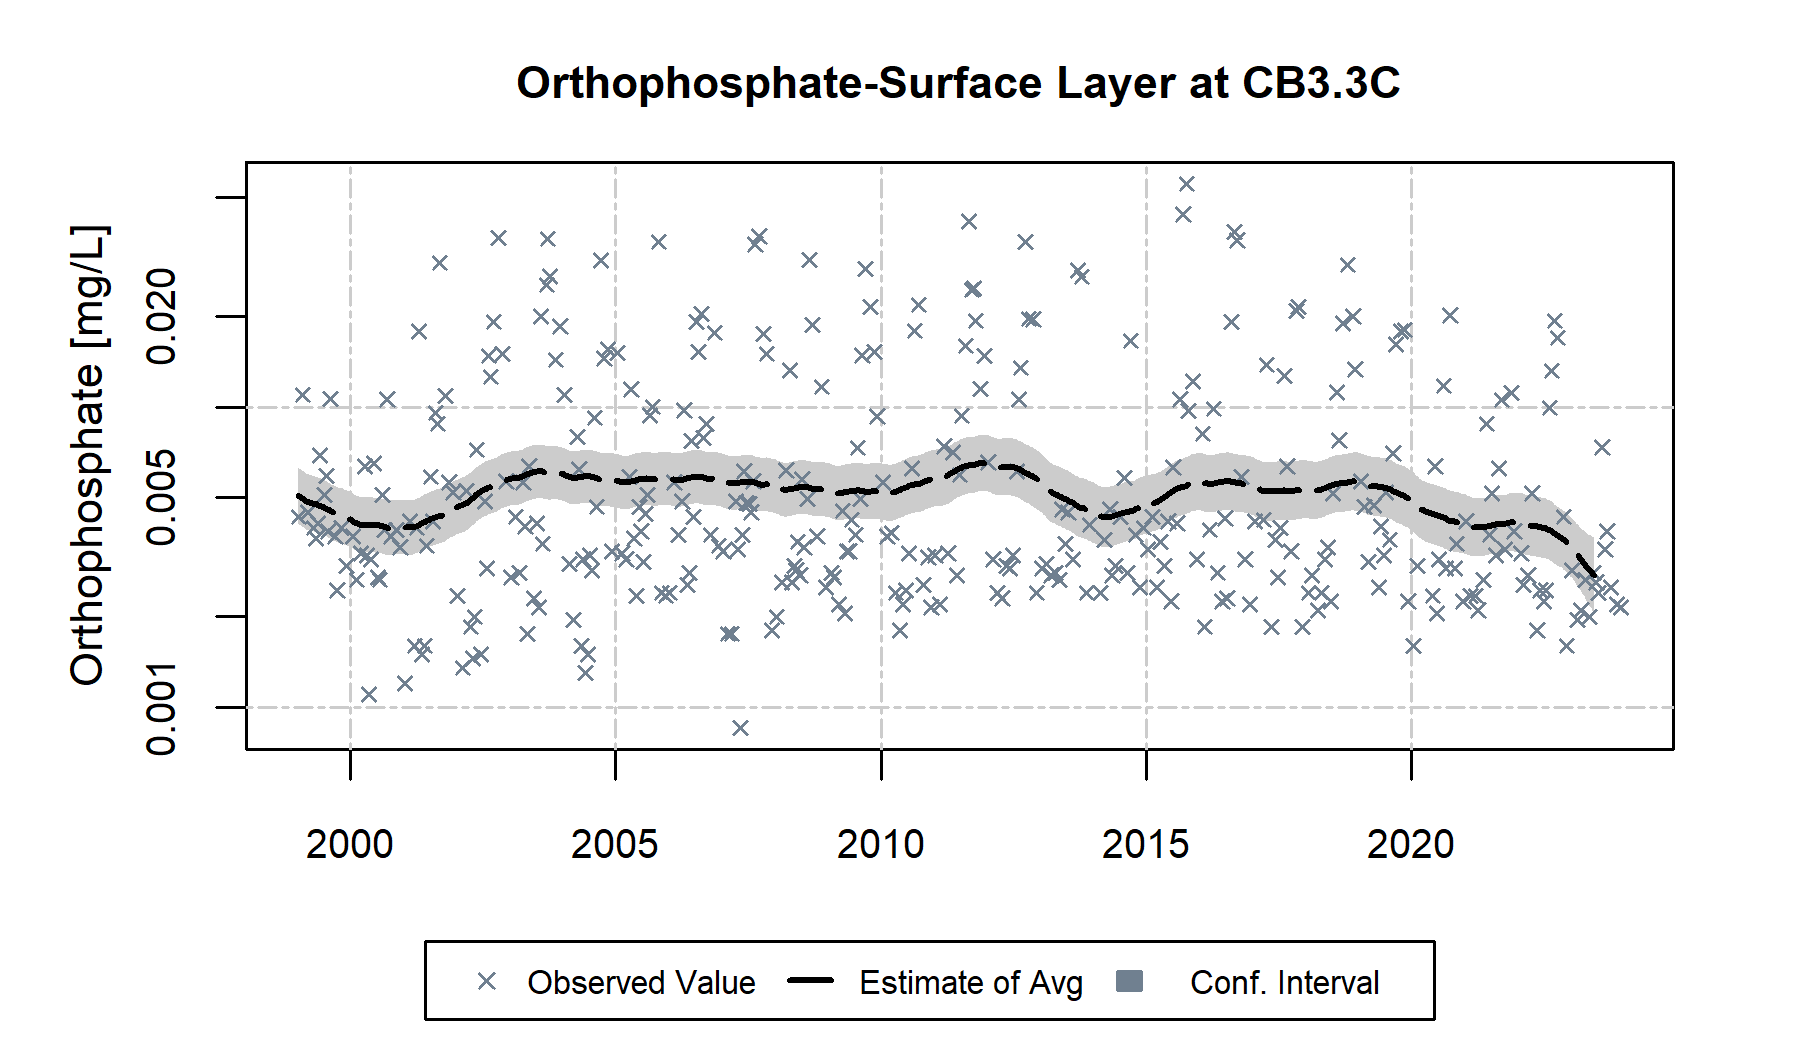 Orthophosphate-Surface Layer at CB3.3C
Orthophosphate [mg/L]
0.020
0.005
0.001
2000 2005 2010 2015 2020
Observed Value Estimate of Avg Conf. Interval